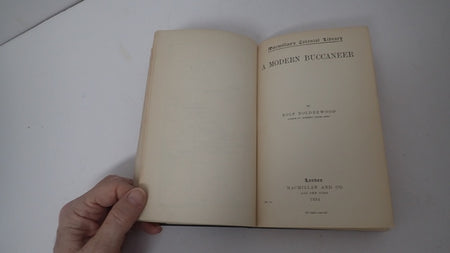 Macmillan's Colonial Library
A MODERN BUCCANEER
BY
ROLF BOLDREWOOD
London
MACMILLAN AND CO.
AND NEW YORK
1894